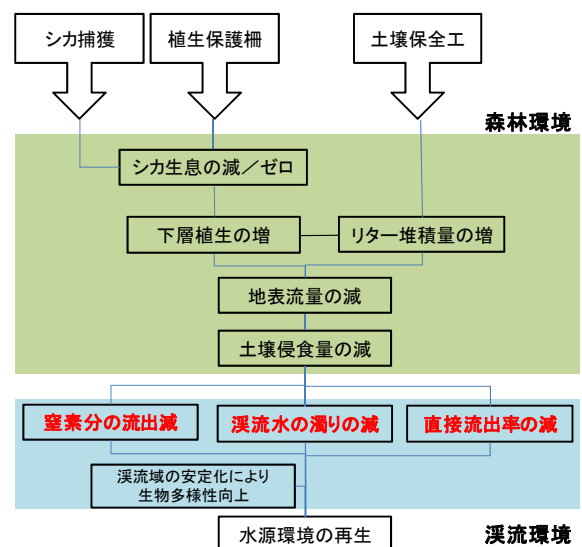 シカ捕獲
植生保護柵
土壌保全工
森林環境
シカ生息の減／ゼロ
下層植生の増
リター堆積量の増
地表流量の減
土壌侵食量の減
窒素分の流出減
渓流水の濁りの減
直接流出率の減
渓流域の安定化により
生物多様性向上
水源環境の再生
渓流環境